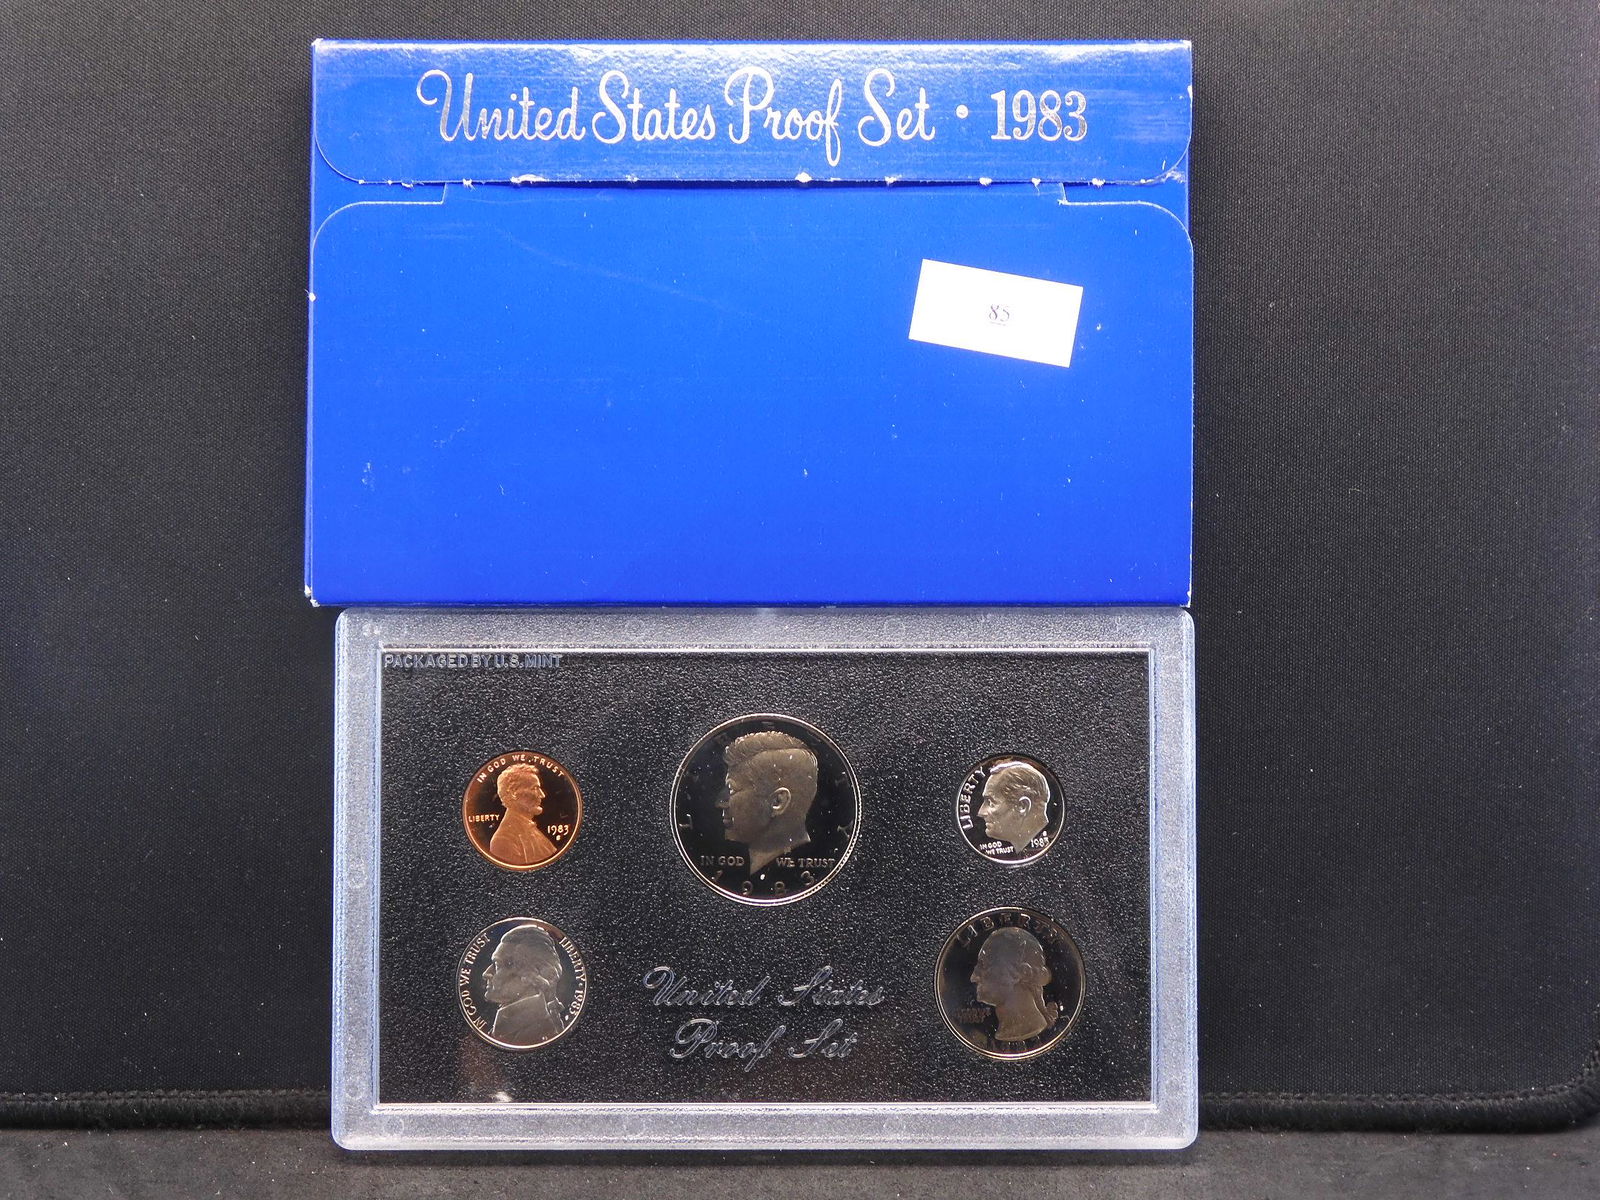 United States Proof Set • 1983
85
PACKAGED BY U.S. MINT
IN GOD WE TRUST
LIBERTY
1983
S
IN GOD WE TRUST
1983
LIBERTY
IN GOD
WE TRUST
1983
IN GOD WE TRUST
LIBERTY • 1983
LIBERTY
United States
Proof Set